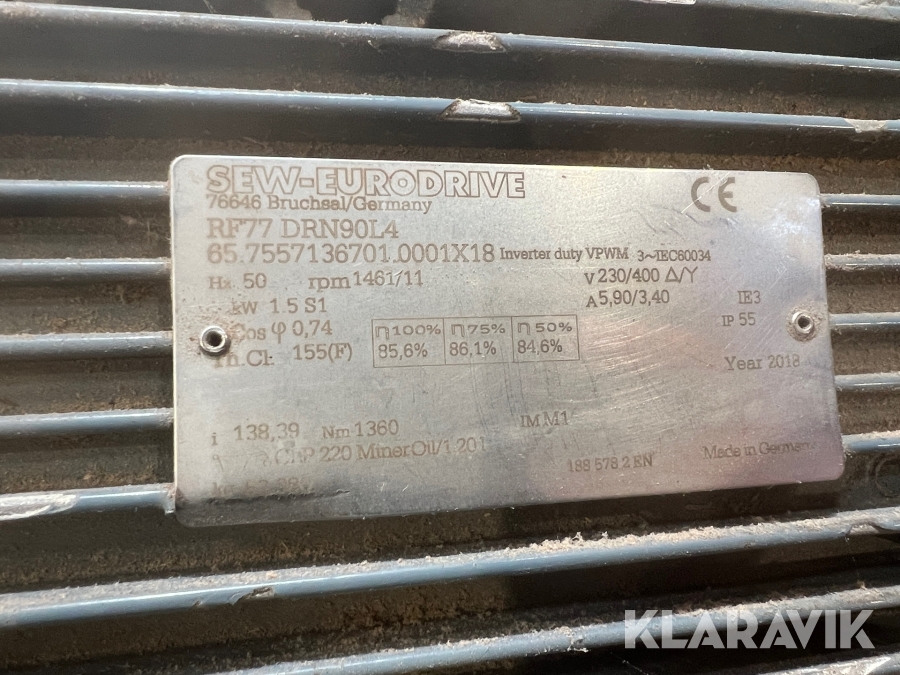 SEW-EURODRIVE
76646 Bruchsal/Germany
CE
RF77 DRN90L4
65.7557136701.0001X18 Inverter duty VPWM 3~IEC60034
Hz 50 rpm 1461/11 V 230/400 Δ/Y
kW 1.5 S1 A 5,90/3,40 IE3
Cos φ 0,74 η100% η75% η50% IP 55
Th.Cl. 155(F) 85,6% 86,1% 84,6% Year 2018
i 138,39 Nm 1360 IM M1
CLP 220 Miner.Oil/1.20l
188 578 2 EN Made in Germany
KLARAVIK